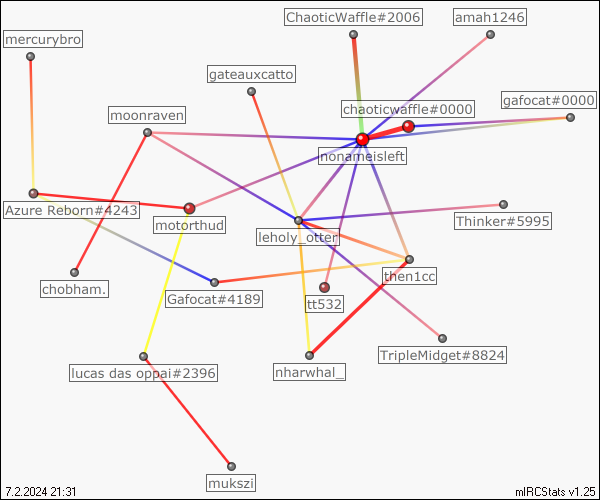 ChaoticWaffle#2006
amah1246
mercurybro
gateauxcatto
chaoticwaffle#0000
gafocat#0000
moonraven
nonameisleft
Azure Reborn#4243
motorthud
Thinker#5995
leholy_otter
then1cc
chobham.
Gafocat#4189
tt532
TripleMidget#8824
lucas das oppai#2396
nharwhal_
mukszi
7.2.2024 21:31
mIRCStats v1.25